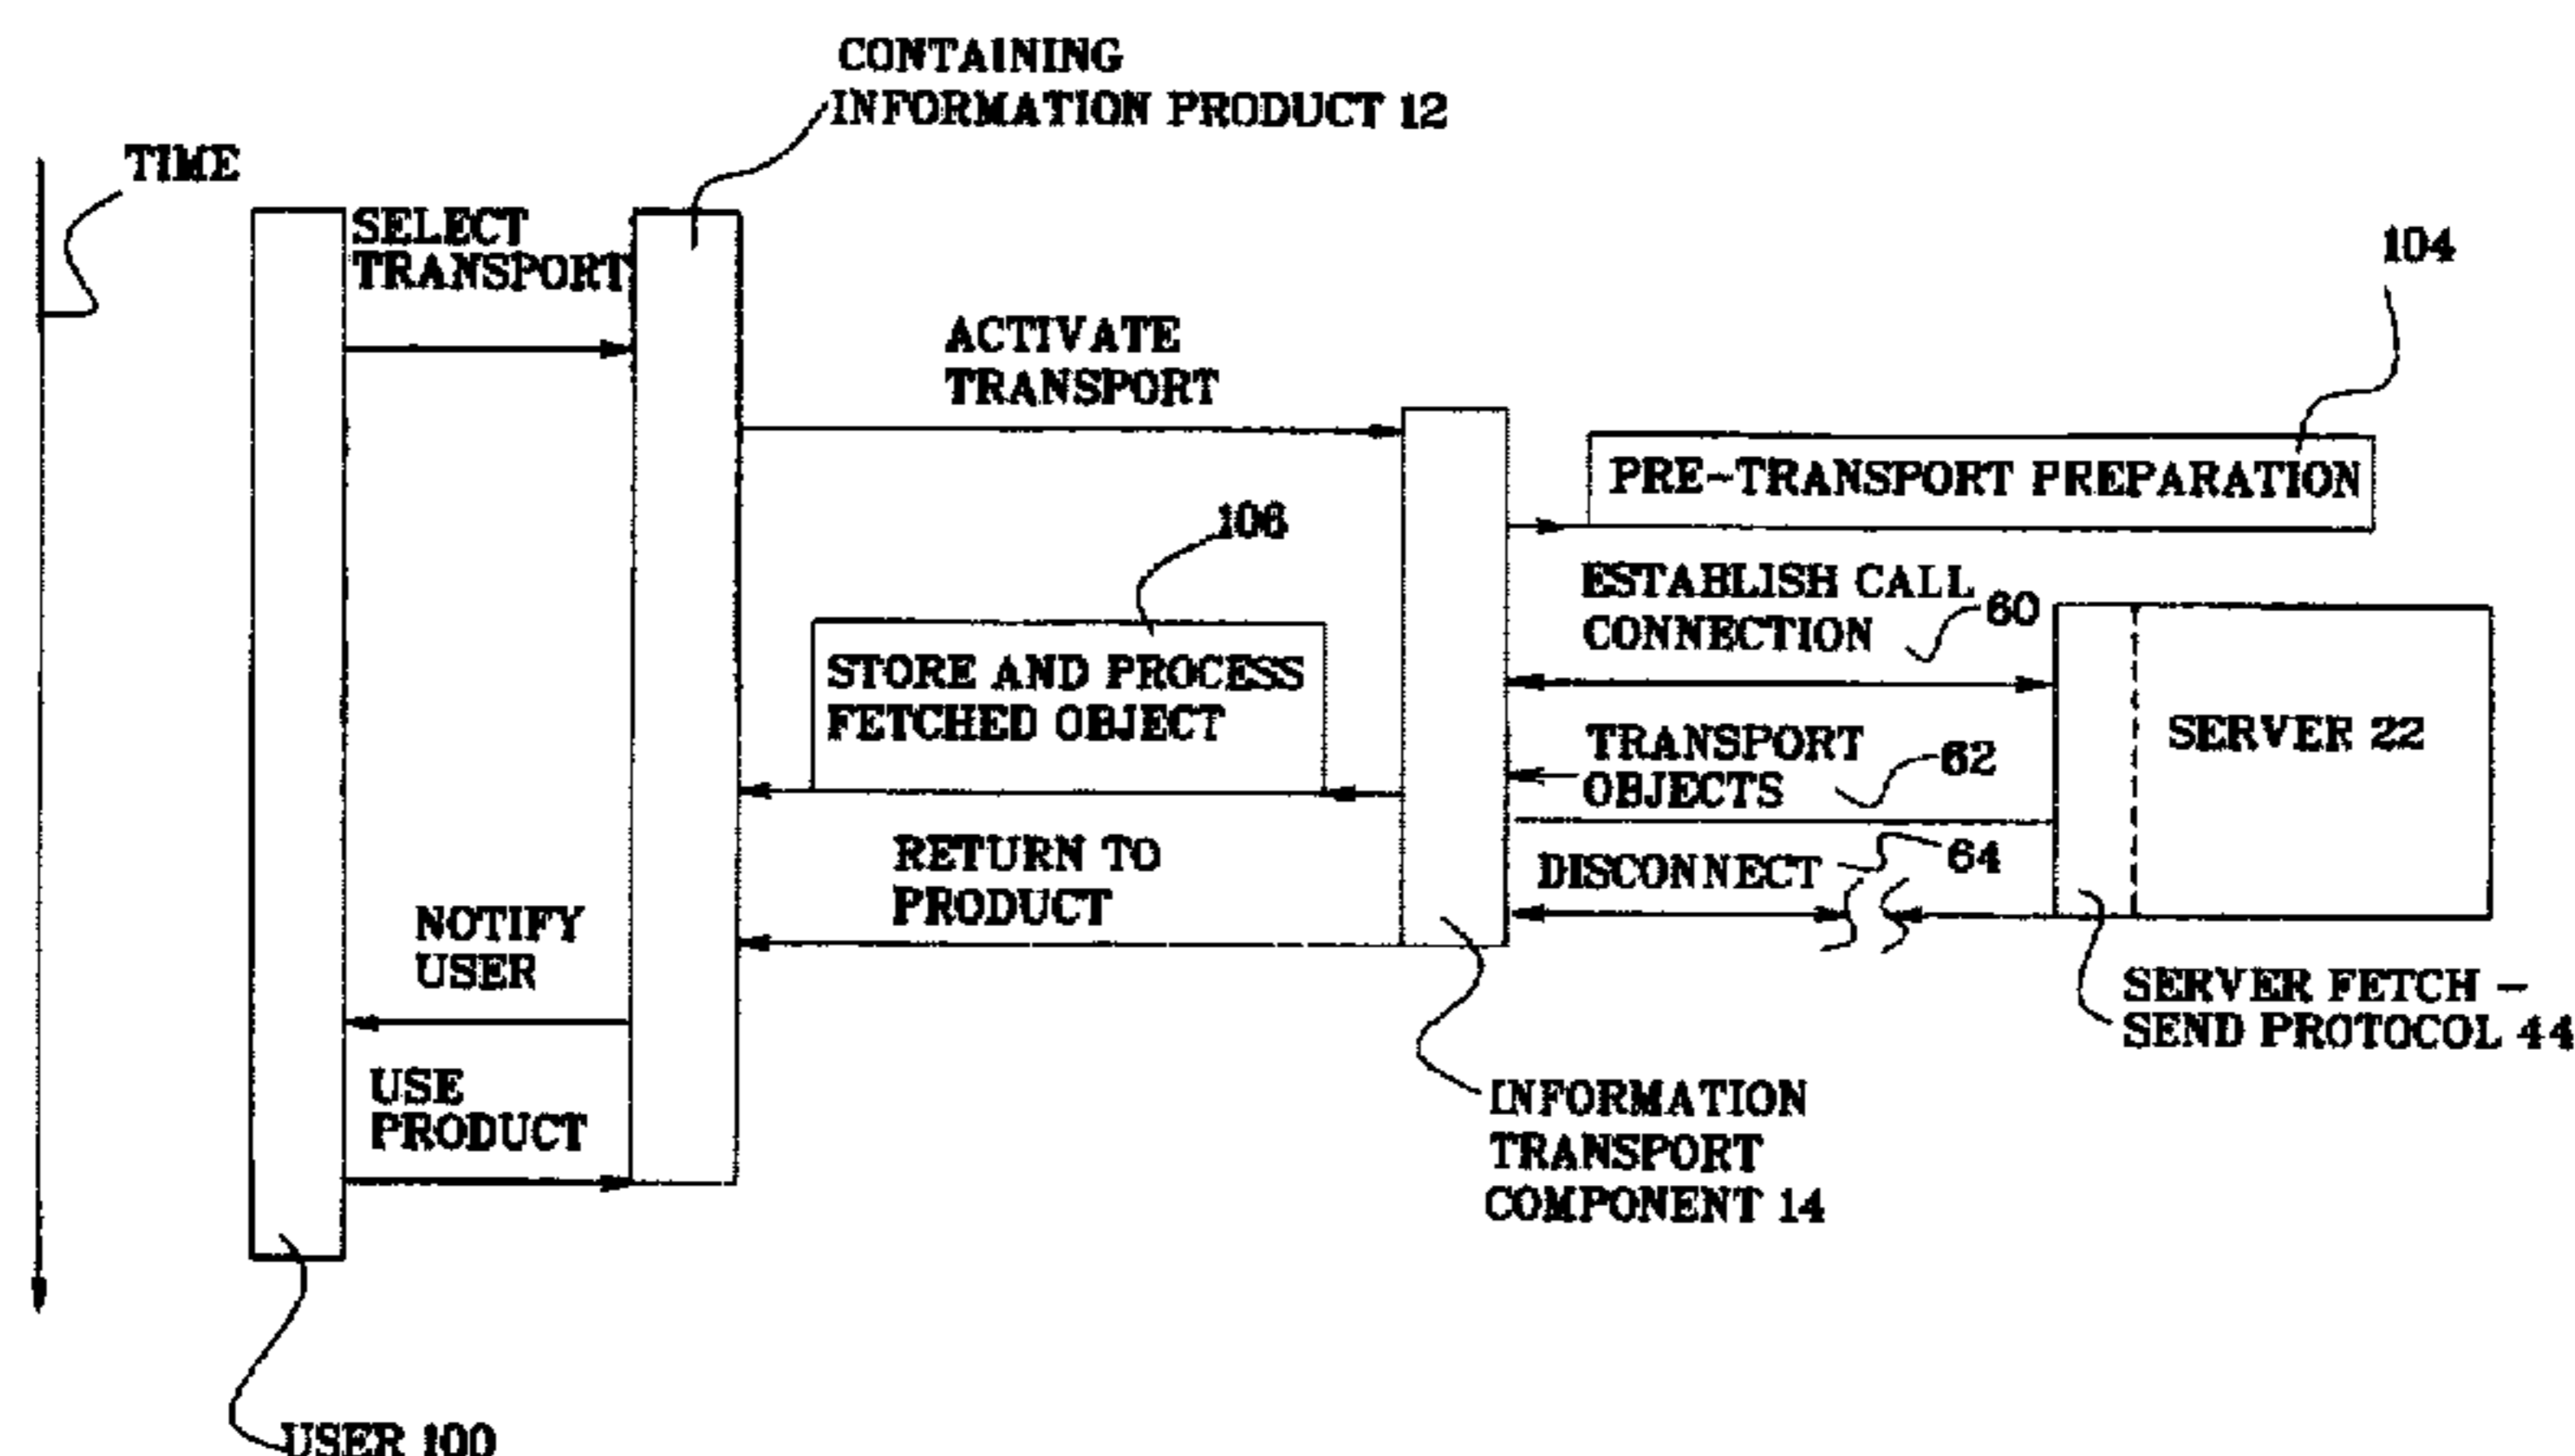 CONTAINING
INFORMATION PRODUCT 12
TIME
SELECT
TRANSPORT
104
ACTIVATE
TRANSPORT
PRE-TRANSPORT PREPARATION
106
ESTABLISH CALL
CONNECTION
60
STORE AND PROCESS
FETCHED OBJECT
SERVER 22
TRANSPORT
OBJECTS
62
RETURN TO
PRODUCT
DISCONNECT
64
NOTIFY
USER
SERVER FETCH -
SEND PROTOCOL 44
USE
PRODUCT
INFORMATION
TRANSPORT
COMPONENT 14
USER 100